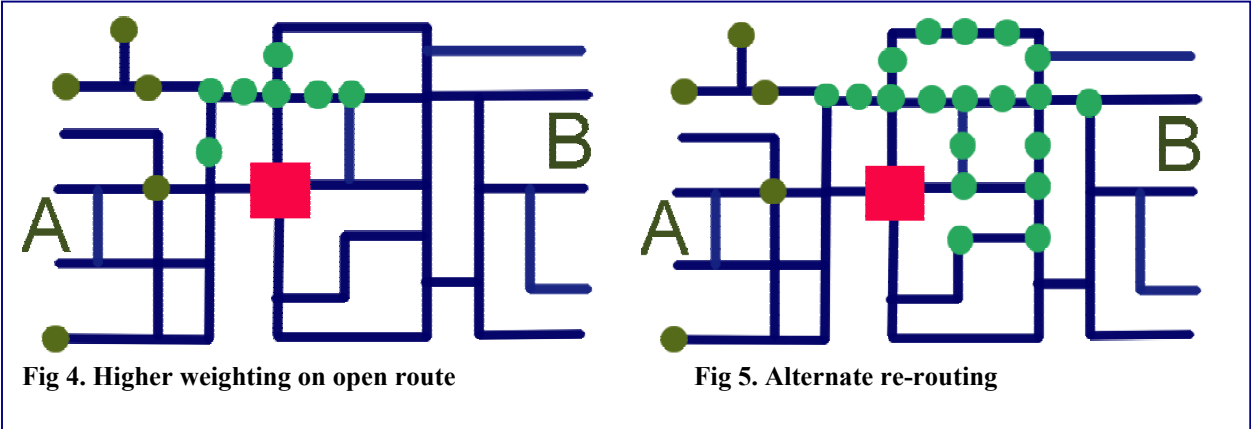 A
B
Fig 4. Higher weighting on open route
A
B
Fig 5. Alternate re-routing